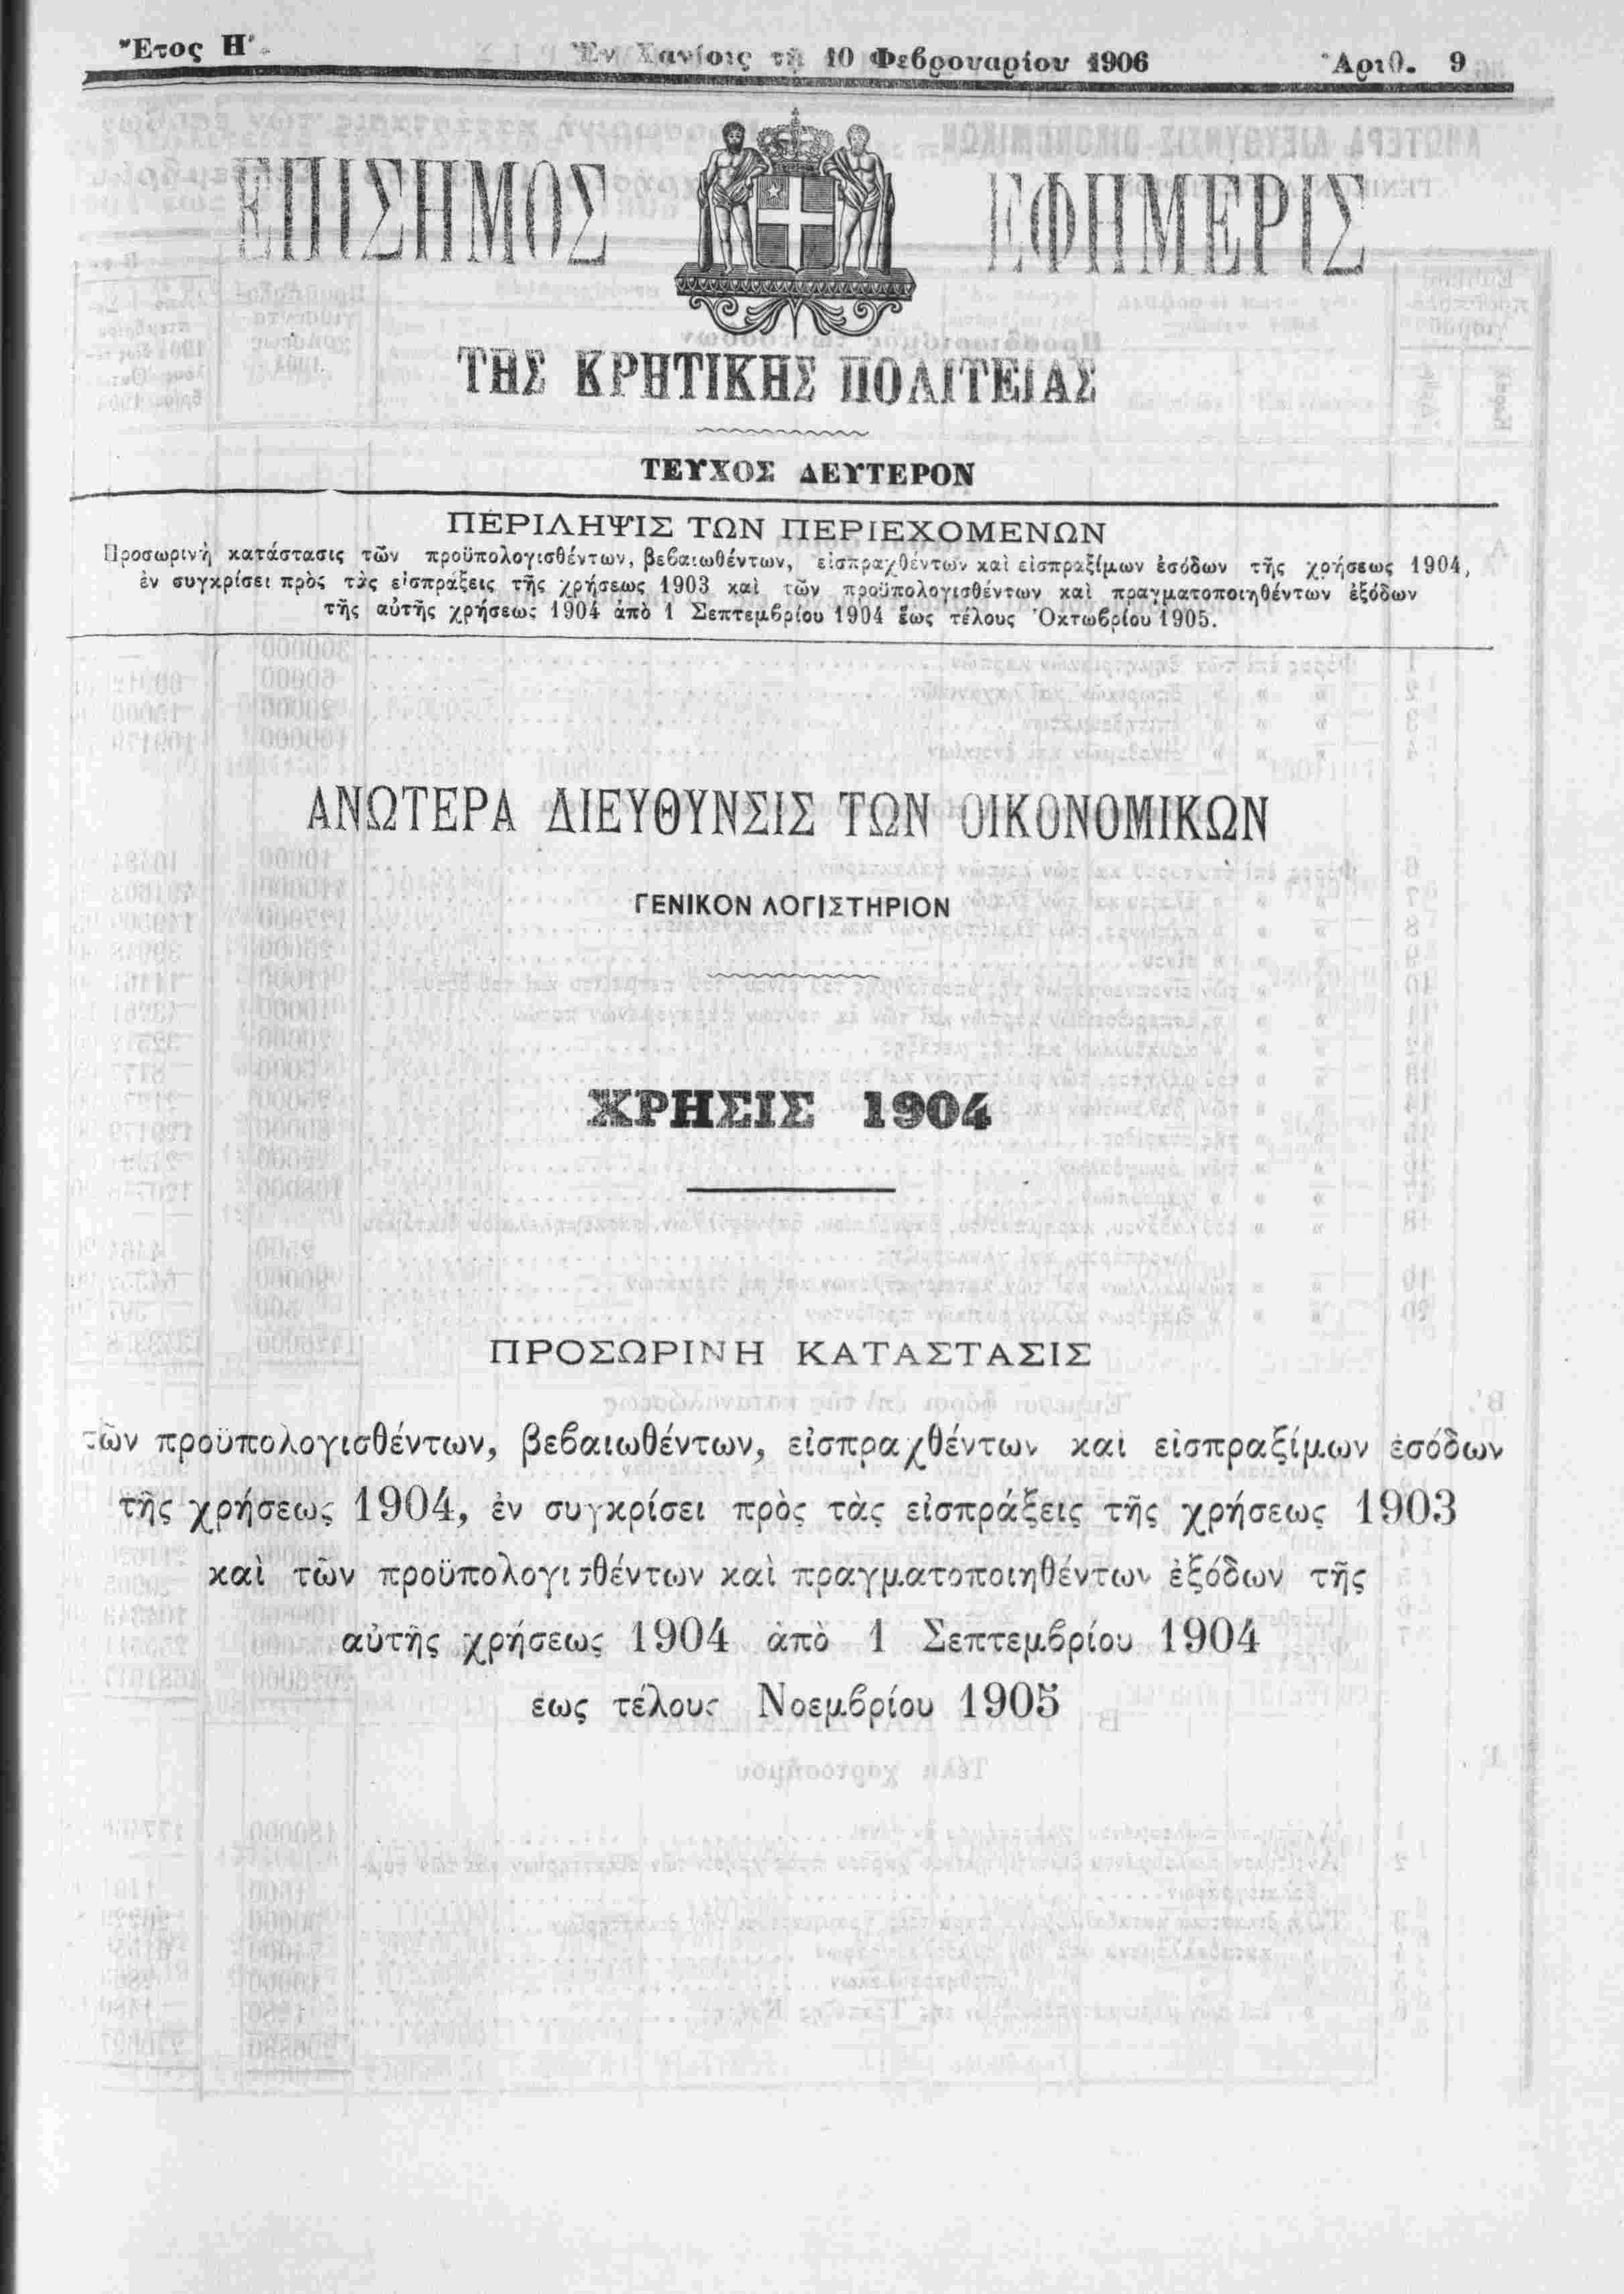 Ἔτος Η΄. Ἐν Χανίοις τῇ 10 Φεβρουαρίου 1906 Ἀριθ. 9
ΕΠΙΣΗΜΟΣ ΕΦΗΜΕΡΙΣ
ΤΗΣ ΚΡΗΤΙΚΗΣ ΠΟΛΙΤΕΙΑΣ
ΤΕΥΧΟΣ ΔΕΥΤΕΡΟΝ
ΠΕΡΙΛΗΨΙΣ ΤΩΝ ΠΕΡΙΕΧΟΜΕΝΩΝ
Προσωρινὴ κατάστασις τῶν προϋπολογισθέντων, βεβαιωθέντων, εἰσπραχθέντων καὶ εἰσπραξίμων ἐσόδων τῆς χρήσεως 1904,
ἐν συγκρίσει πρὸς τὰς εἰσπράξεις τῆς χρήσεως 1903 καὶ τῶν προϋπολογισθέντων καὶ πραγματοποιηθέντων ἐξόδων
τῆς αὐτῆς χρήσεως 1904 ἀπὸ 1 Σεπτεμβρίου 1904 ἕως τέλους Ὀκτωβρίου 1905.
ΑΝΩΤΕΡΑ ΔΙΕΥΘΥΝΣΙΣ ΤΩΝ ΟΙΚΟΝΟΜΙΚΩΝ
ΓΕΝΙΚΟΝ ΛΟΓΙΣΤΗΡΙΟΝ
ΧΡΗΣΙΣ 1904
ΠΡΟΣΩΡΙΝΗ ΚΑΤΑΣΤΑΣΙΣ
τῶν προϋπολογισθέντων, βεβαιωθέντων, εἰσπραχθέντων καὶ εἰσπραξίμων ἐσόδων
τῆς χρήσεως 1904, ἐν συγκρίσει πρὸς τὰς εἰσπράξεις τῆς χρήσεως 1903
καὶ τῶν προϋπολογισθέντων καὶ πραγματοποιηθέντων ἐξόδων τῆς
αὐτῆς χρήσεως 1904 ἀπὸ 1 Σεπτεμβρίου 1904
ἕως τέλους Νοεμβρίου 1905